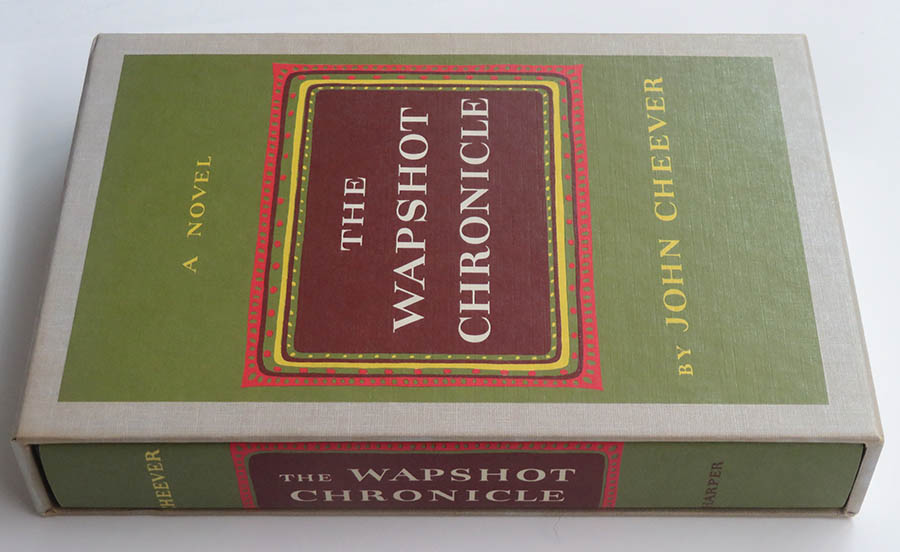 A NOVEL
THE
WAPSHOT
CHRONICLE
BY JOHN CHEEVER
CHEEVER
THE WAPSHOT
CHRONICLE
HARPER